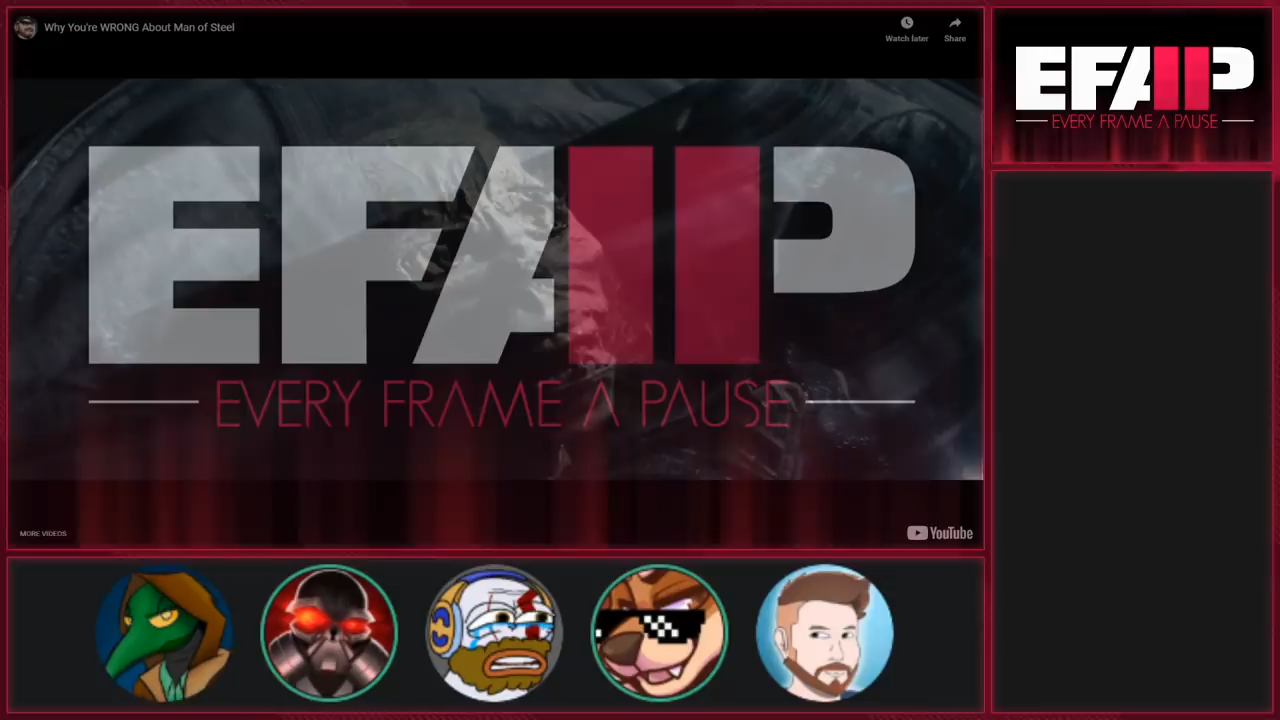 Why You're WRONG About Man of Steel
Watch later
Share
EFAP
EVERY FRAME A PAUSE
EFAP
EVERY FRAME A PAUSE
MORE VIDEOS
YouTube